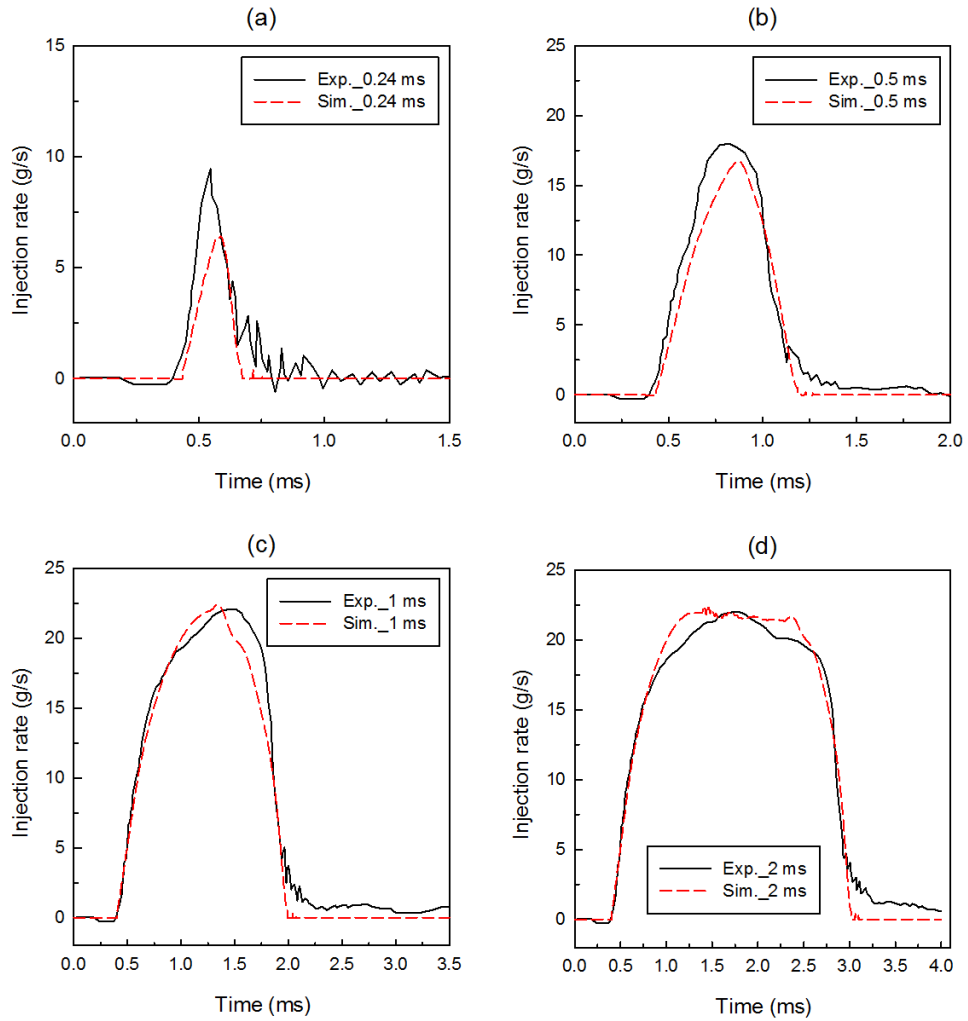 (a)
Injection rate (g/s)
15
10
5
0
Exp._0.24 ms
Sim._0.24 ms
0.0 0.5 1.0 1.5
Time (ms)
(b)
Injection rate (g/s)
25
20
15
10
5
0
Exp._0.5 ms
Sim._0.5 ms
0.0 0.5 1.0 1.5 2.0
Time (ms)
(c)
Injection rate (g/s)
25
20
15
10
5
0
Exp._1 ms
Sim._1 ms
0.0 0.5 1.0 1.5 2.0 2.5 3.0 3.5
Time (ms)
(d)
Injection rate (g/s)
25
20
15
10
5
0
Exp._2 ms
Sim._2 ms
0.0 0.5 1.0 1.5 2.0 2.5 3.0 3.5 4.0
Time (ms)